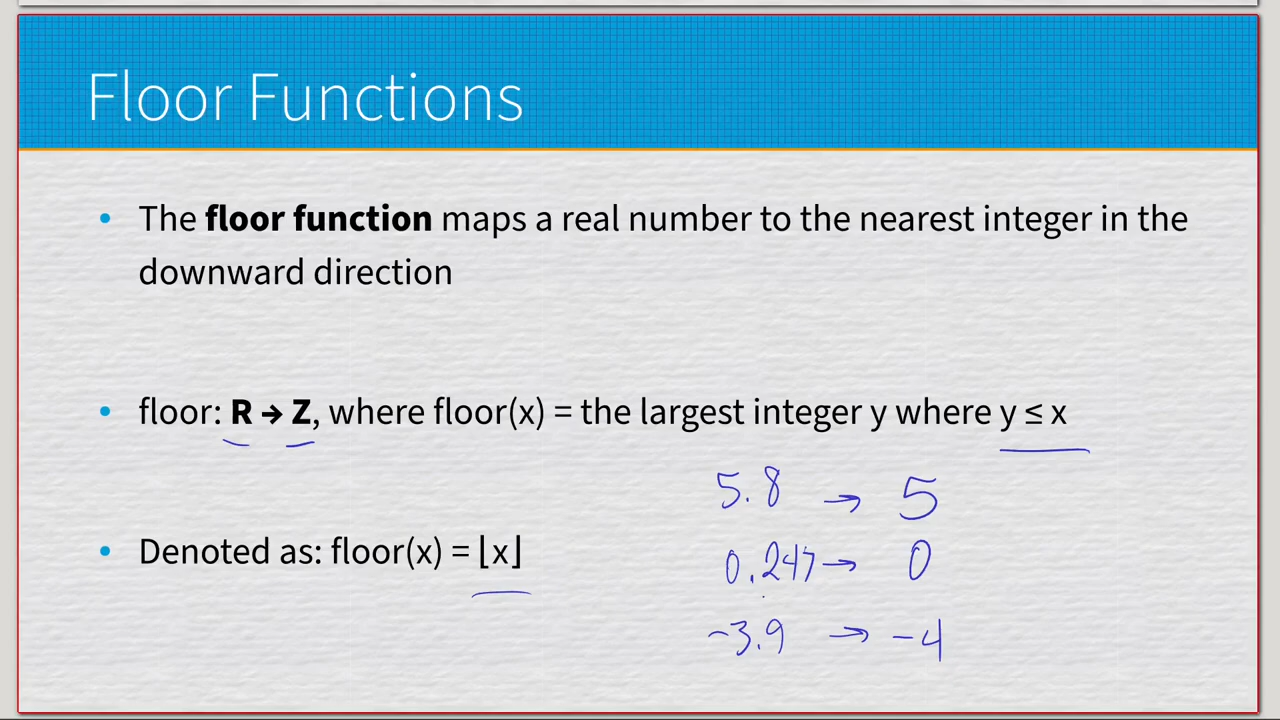 Floor Functions
• The floor function maps a real number to the nearest integer in the
downward direction
• floor: R → Z, where floor(x) = the largest integer y where y ≤ x
5.8 → 5
• Denoted as: floor(x) = ⌊x⌋
0.247 → 0
-3.9 → -4